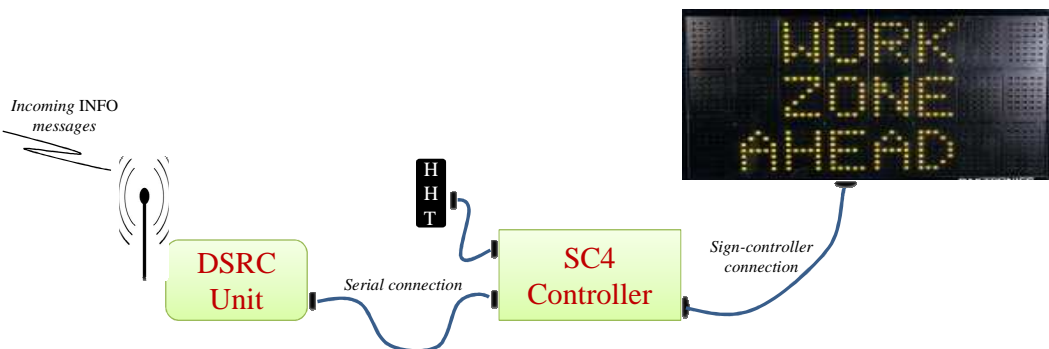 Incoming INFO
messages
H
H
T
DSRC
Unit
Serial connection
SC4
Controller
Sign-controller
connection
WORK
ZONE
AHEAD